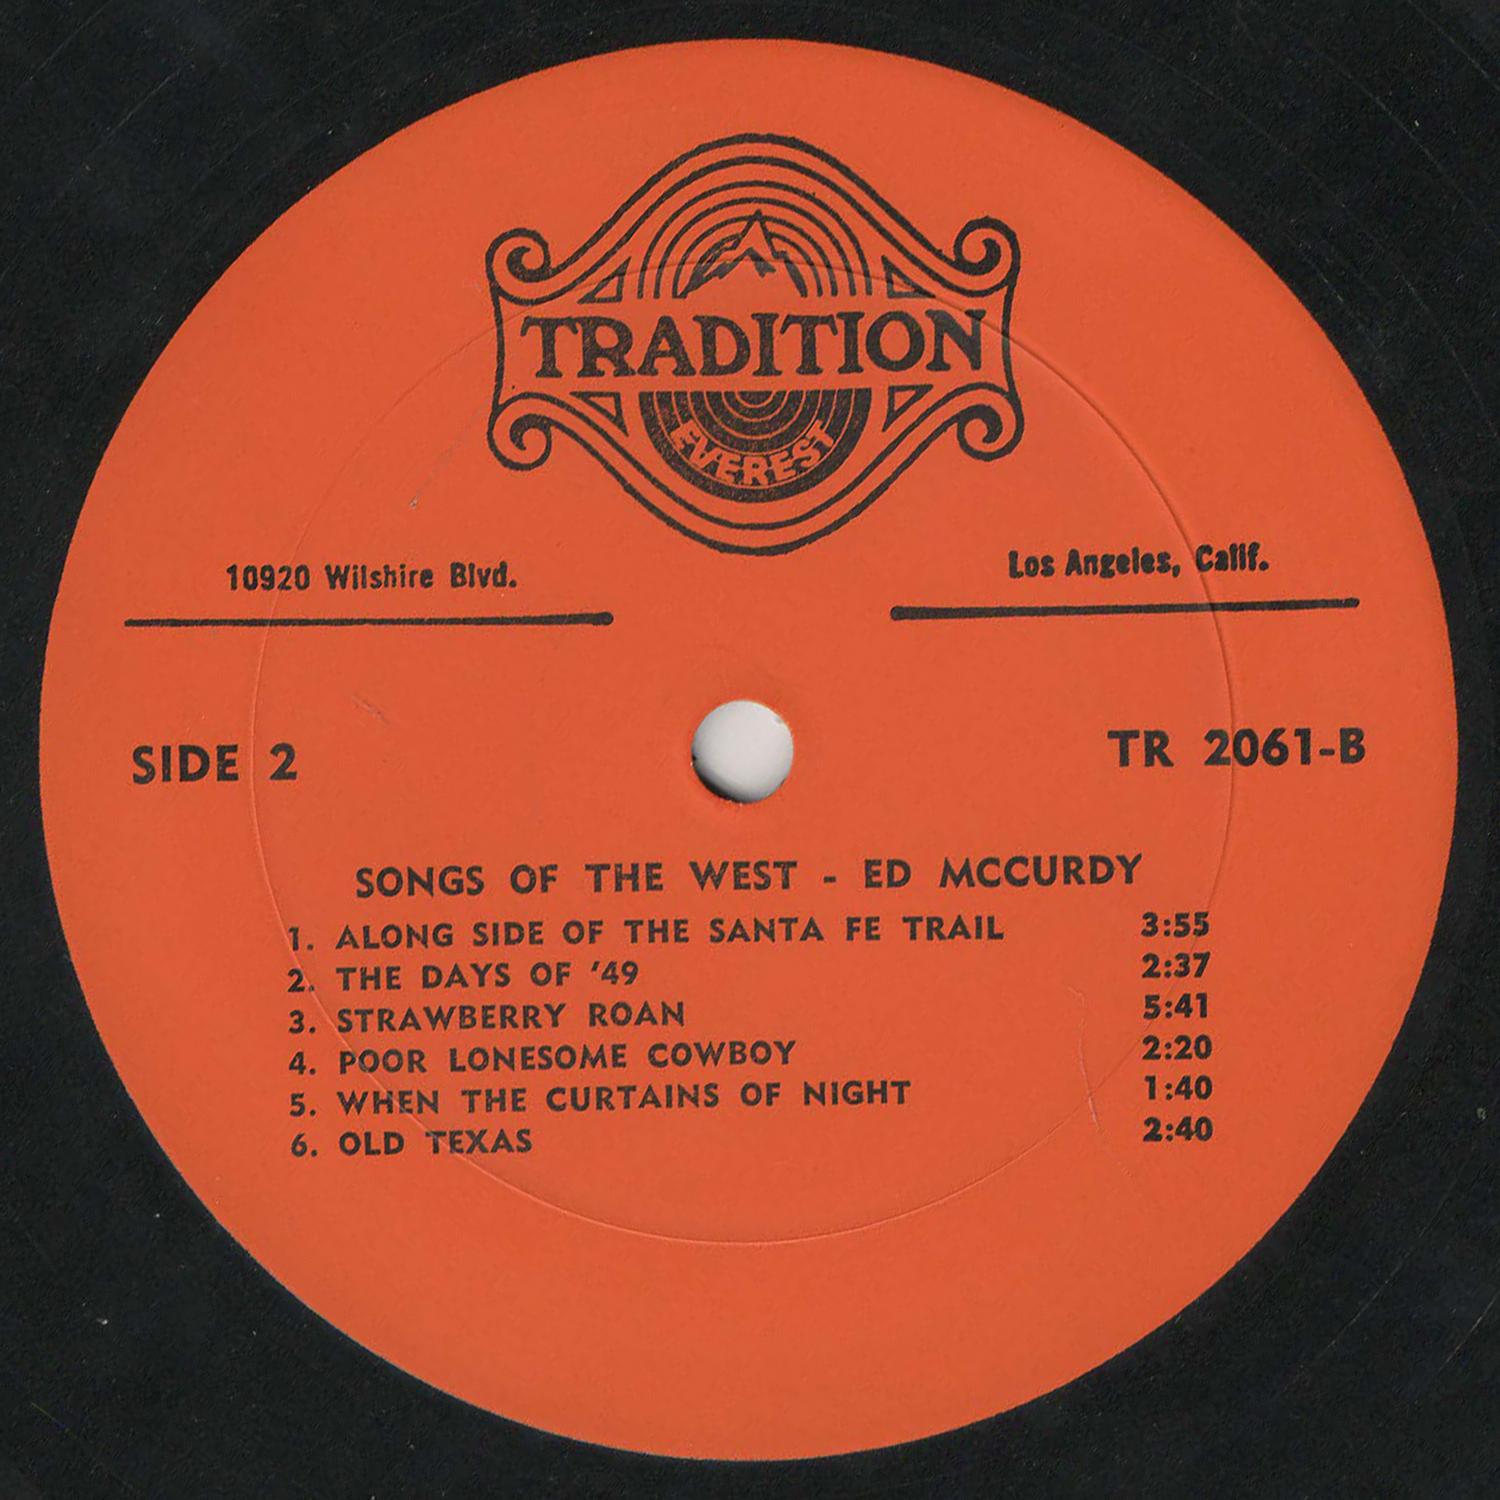 TRADITION
EVEREST
10920 Wilshire Blvd.
Los Angeles, Calif.
SIDE 2
TR 2061-B
SONGS OF THE WEST - ED MCCURDY
1. ALONG SIDE OF THE SANTA FE TRAIL 3:55
2. THE DAYS OF '49 2:37
3. STRAWBERRY ROAN 5:41
4. POOR LONESOME COWBOY 2:20
5. WHEN THE CURTAINS OF NIGHT 1:40
6. OLD TEXAS 2:40